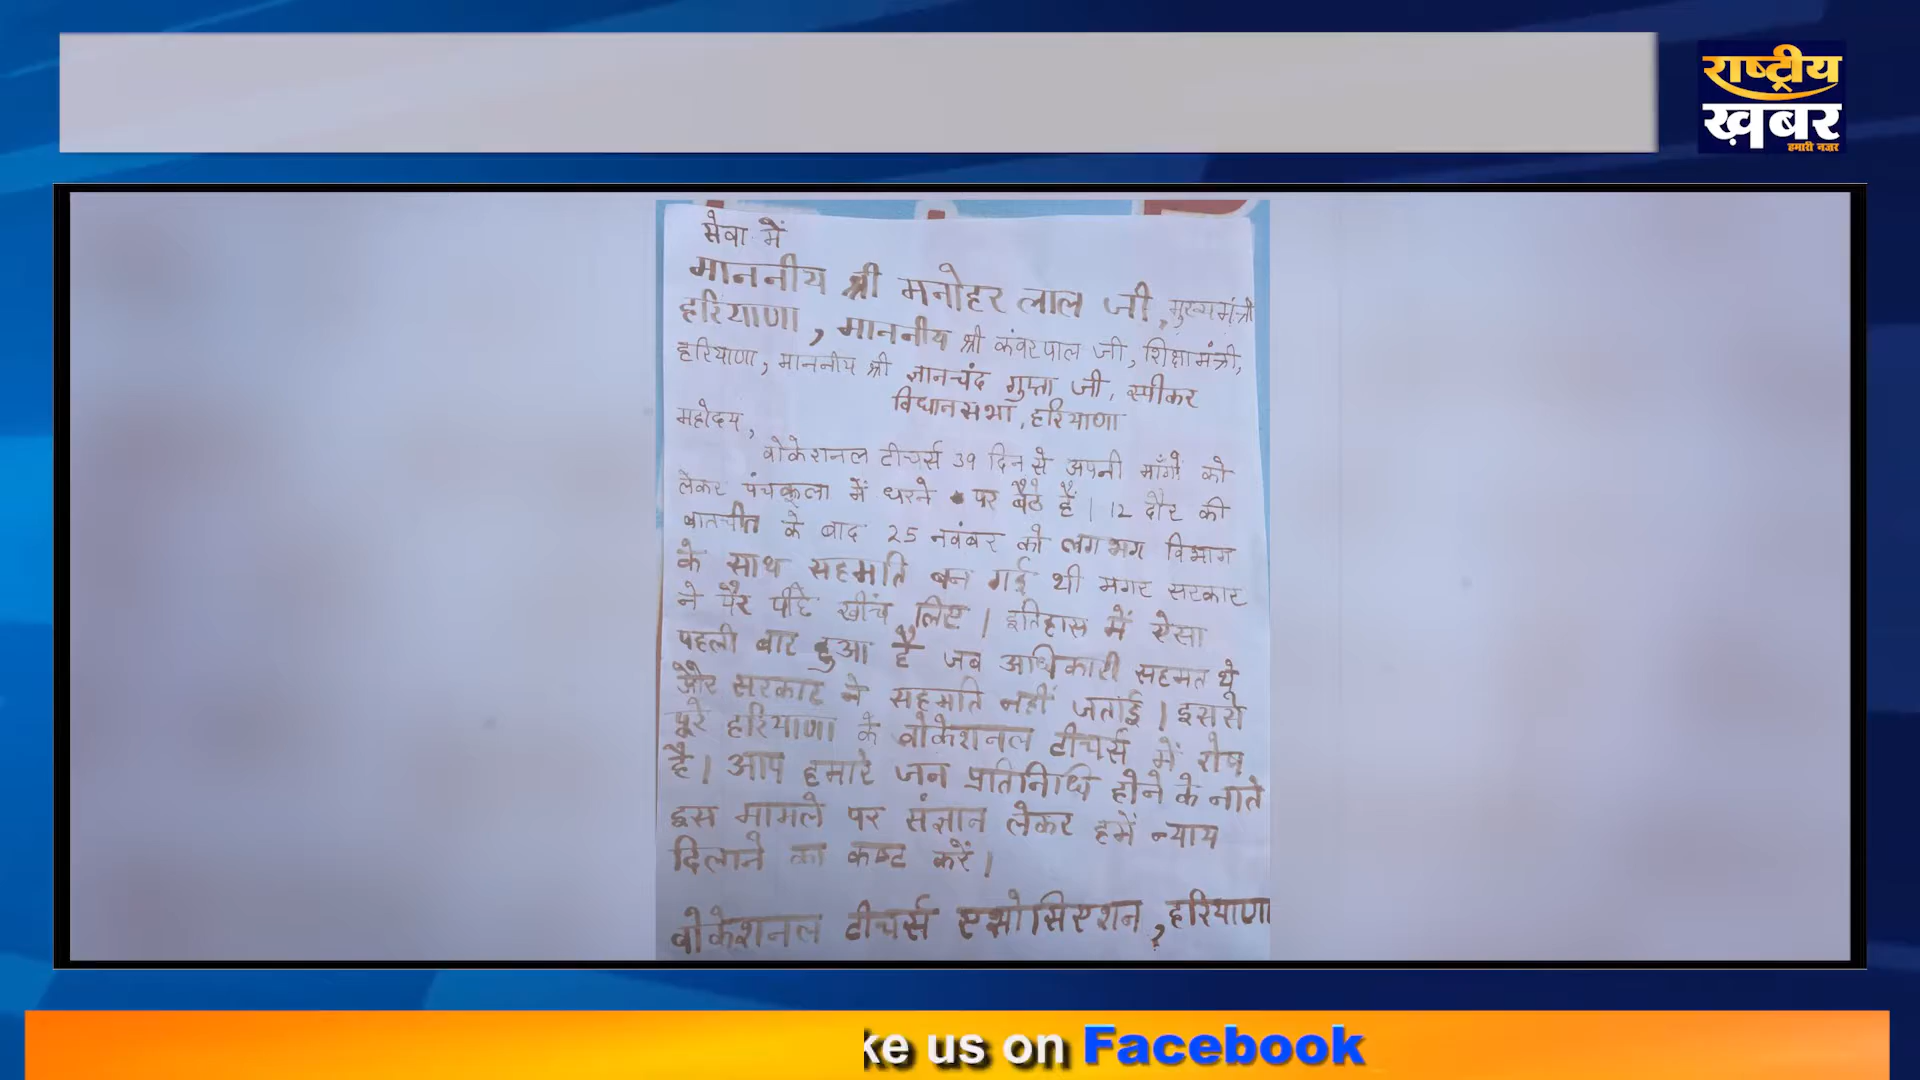 राष्ट्रीय
ख़बर
हमारी नज़र
सेवा में
माननीय श्री मनोहर लाल जी, मुख्यमंत्री
हरियाणा, माननीय श्री कंवरपाल जी, शिक्षामंत्री,
हरियाणा, माननीय श्री ज्ञानचंद गुप्ता जी, स्पीकर
विधानसभा, हरियाणा
महोदय,
वोकेशनल टीचर्स 39 दिन से अपनी माँगों को
लेकर पंचकूला में धरने पर बैठे हैं। 12 दौर की
बातचीत के बाद 25 नवंबर को लगभग विभाग
के साथ सहमति बन गई थी मगर सरकार
ने पैर पीछे खींच लिए। इतिहास में ऐसा
पहली बार हुआ है जब अधिकारी सहमत थे
और सरकार ने सहमति नहीं जताई। इससे
पूरे हरियाणा के वोकेशनल टीचर्स में रोष
है। आप हमारे जन प्रतिनिधि होने के नाते
इस मामले पर संज्ञान लेकर हमें न्याय
दिलाने का कष्ट करें।
वोकेशनल टीचर्स एसोसिएशन, हरियाणा
ke us on Facebook